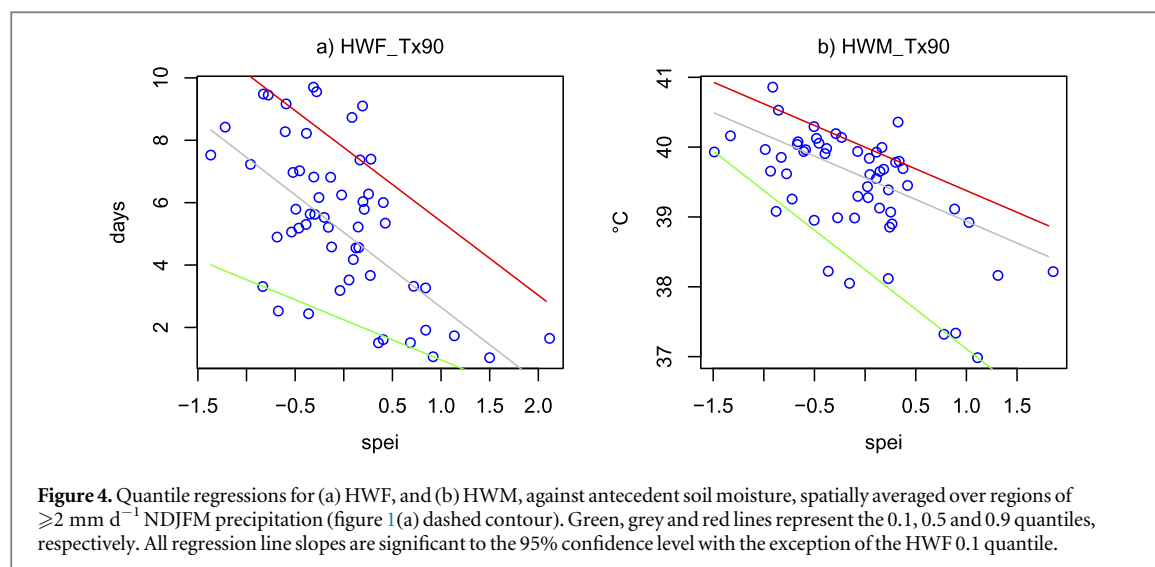 a) HWF_Tx90
b) HWM_Tx90
10
8
6
4
2
days
−1.5
−0.5
0.5
1.0
1.5
2.0
spei
41
40
39
38
37
°C
−1.5
−0.5
0.5
1.0
1.5
spei
Figure 4. Quantile regressions for (a) HWF, and (b) HWM, against antecedent soil moisture, spatially averaged over regions of
⩾2 mm d⁻¹ NDJFM precipitation (figure 1(a) dashed contour). Green, grey and red lines represent the 0.1, 0.5 and 0.9 quantiles,
respectively. All regression line slopes are significant to the 95% confidence level with the exception of the HWF 0.1 quantile.